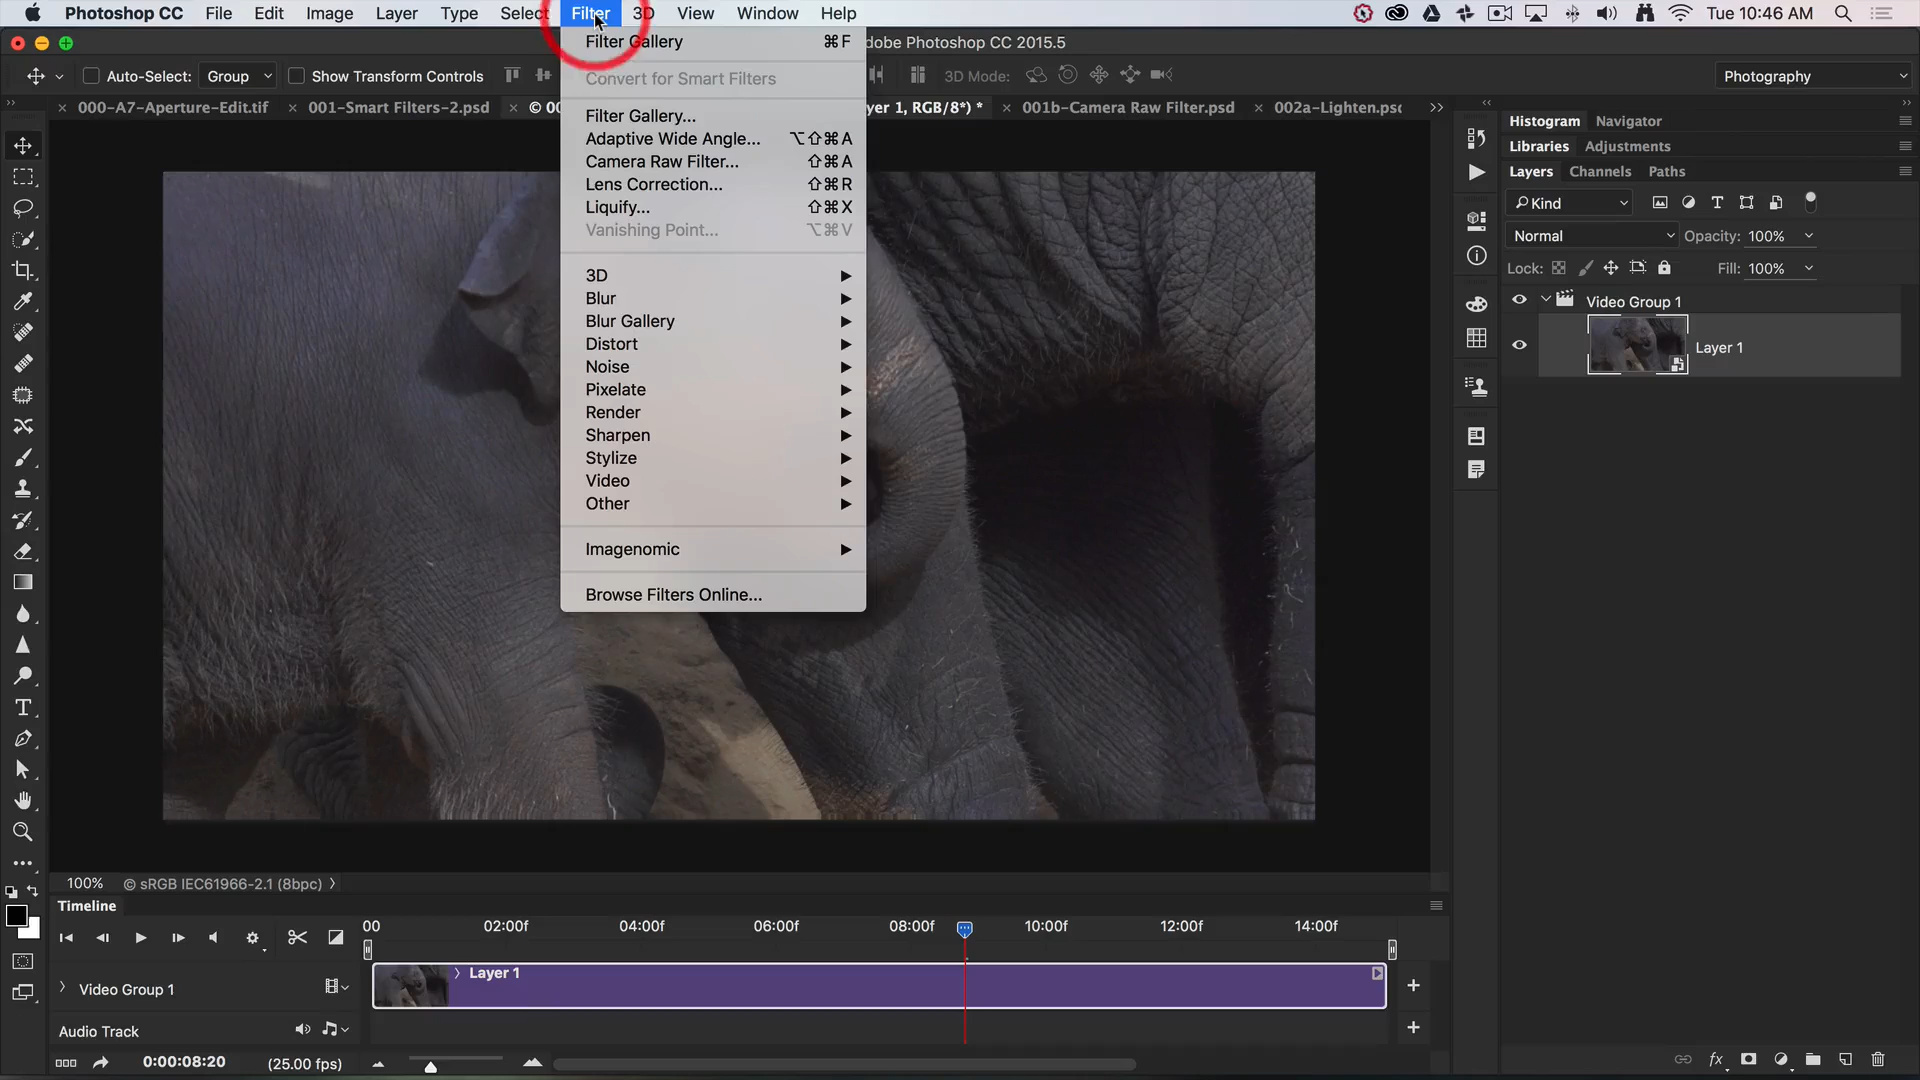 Photoshop CC File Edit Image Layer Type Select Filter 3D View Window Help Tue 10:46 AM
Adobe Photoshop CC 2015.5
Auto-Select: Group Show Transform Controls 3D Mode: Photography
000-A7-Aperture-Edit.tif 001-Smart Filters-2.psd © 00 yer 1, RGB/8*) * 001b-Camera Raw Filter.psd 002a-Lighten.psc
Filter Gallery ⌘F
Convert for Smart Filters
Filter Gallery...
Adaptive Wide Angle... ⌥⇧⌘A
Camera Raw Filter... ⇧⌘A
Lens Correction... ⇧⌘R
Liquify... ⇧⌘X
Vanishing Point... ⌥⌘V
3D
Blur
Blur Gallery
Distort
Noise
Pixelate
Render
Sharpen
Stylize
Video
Other
Imagenomic
Browse Filters Online...
Histogram Navigator
Libraries Adjustments
Layers Channels Paths
Kind
Normal Opacity: 100%
Lock: Fill: 100%
Video Group 1
Layer 1
100% © sRGB IEC61966-2.1 (8bpc)
Timeline
00 02:00f 04:00f 06:00f 08:00f 10:00f 12:00f 14:00f
Layer 1
Video Group 1
Audio Track
0:00:08:20 (25.00 fps)